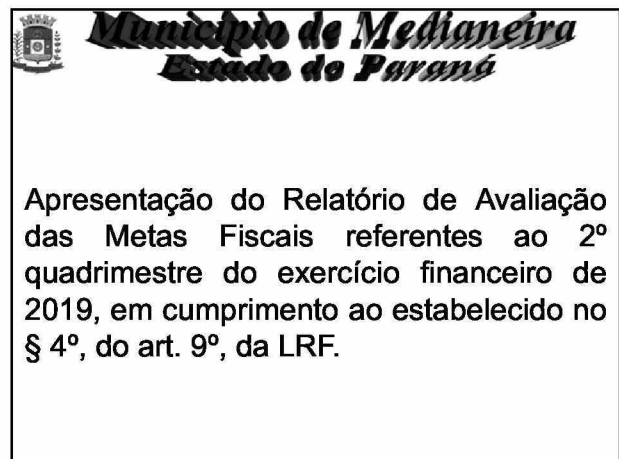 Município de Medianeira
Estado do Paraná
Apresentação do Relatório de Avaliação
das Metas Fiscais referentes ao 2º
quadrimestre do exercício financeiro de
2019, em cumprimento ao estabelecido no
§ 4º, do art. 9º, da LRF.